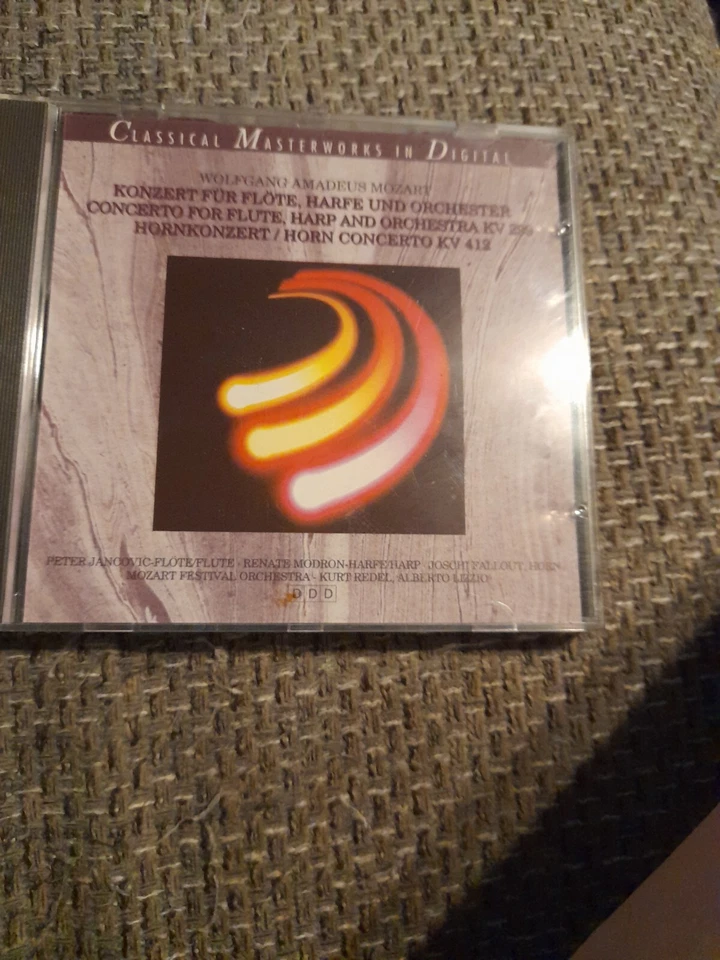 CLASSICAL MASTERWORKS IN DIGITAL
WOLFGANG AMADEUS MOZART
KONZERT FÜR FLÖTE, HARFE UND ORCHESTER
CONCERTO FOR FLUTE, HARP AND ORCHESTRA KV
HORNKONZERT / HORN CONCERTO KV 412
PETER JANCOVIC-FLÖTE/FLUTE · RENATE MODRON-HARFE/HARP JOSCHI FALLOUT, HORN
MOZART FESTIVAL ORCHESTRA · KURT REDEL, ALBERTO LIZZIO
DDD